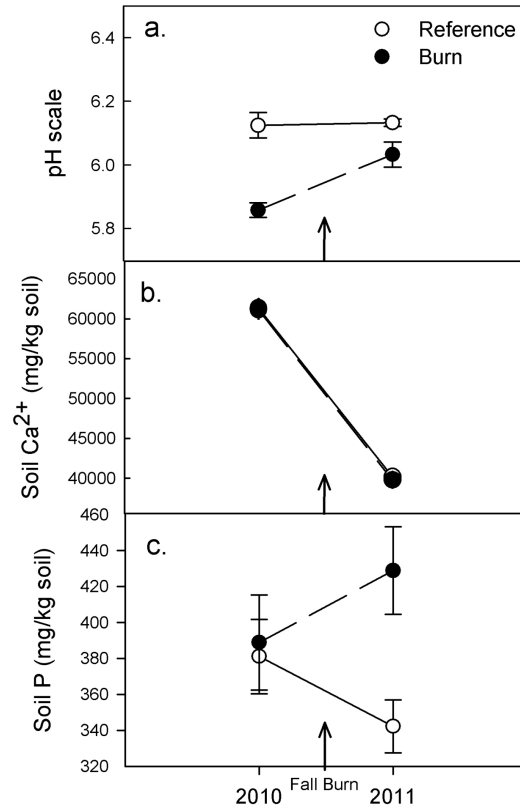 a.
Reference
Burn
6.4
6.2
6.0
5.8
pH scale
b.
65000
60000
55000
50000
45000
40000
Soil Ca2+ (mg/kg soil)
c.
460
440
420
400
380
360
340
320
Soil P (mg/kg soil)
Fall Burn
2010
2011